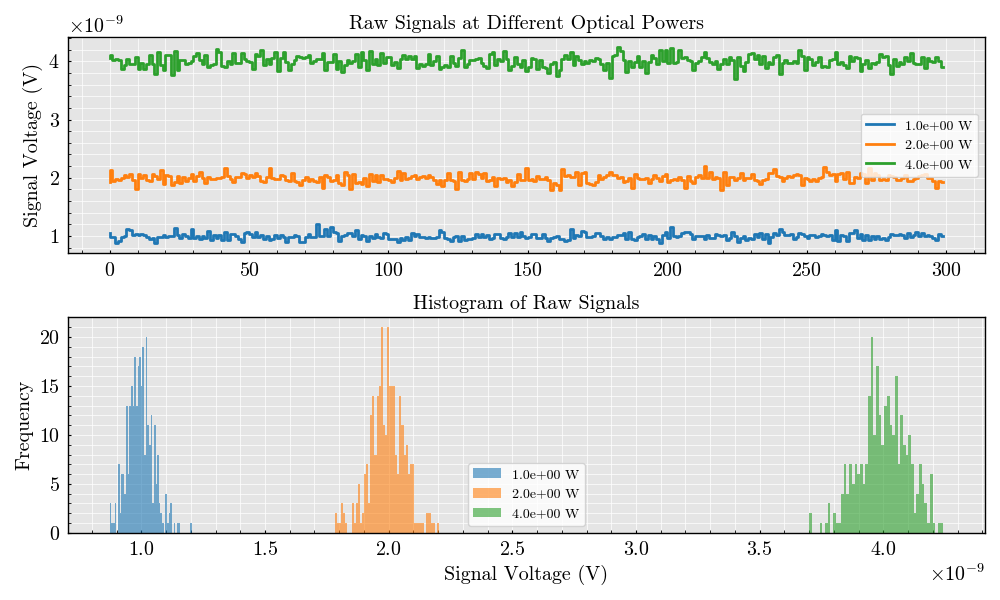 Raw Signals at Different Optical Powers
×10⁻⁹
Signal Voltage (V)
4
3
2
1
0 50 100 150 200 250 300
1.0e+00 W
2.0e+00 W
4.0e+00 W
Histogram of Raw Signals
Frequency
20
15
10
5
0
1.0 1.5 2.0 2.5 3.0 3.5 4.0
1.0e+00 W
2.0e+00 W
4.0e+00 W
Signal Voltage (V)
×10⁻⁹